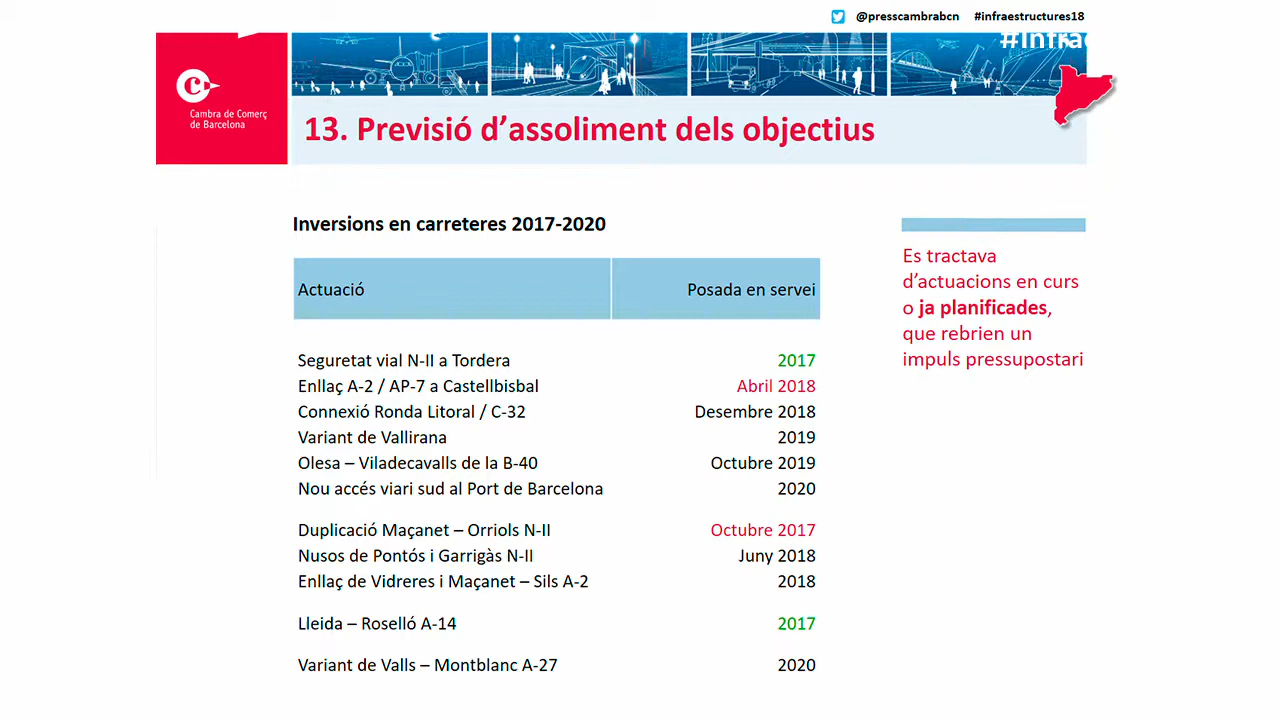 @presscambrabcn #infraestructures18
#Infrae
Cambra de Comerç
de Barcelona
13. Previsió d’assoliment dels objectius
Inversions en carreteres 2017-2020
Actuació Posada en servei
Seguretat vial N-II a Tordera 2017
Enllaç A-2 / AP-7 a Castellbisbal Abril 2018
Connexió Ronda Litoral / C-32 Desembre 2018
Variant de Vallirana 2019
Olesa – Viladecavalls de la B-40 Octubre 2019
Nou accés viari sud al Port de Barcelona 2020
Duplicació Maçanet – Orriols N-II Octubre 2017
Nusos de Pontós i Garrigàs N-II Juny 2018
Enllaç de Vidreres i Maçanet – Sils A-2 2018
Lleida – Roselló A-14 2017
Variant de Valls – Montblanc A-27 2020
Es tractava
d’actuacions en curs
o ja planificades,
que rebrien un
impuls pressupostari